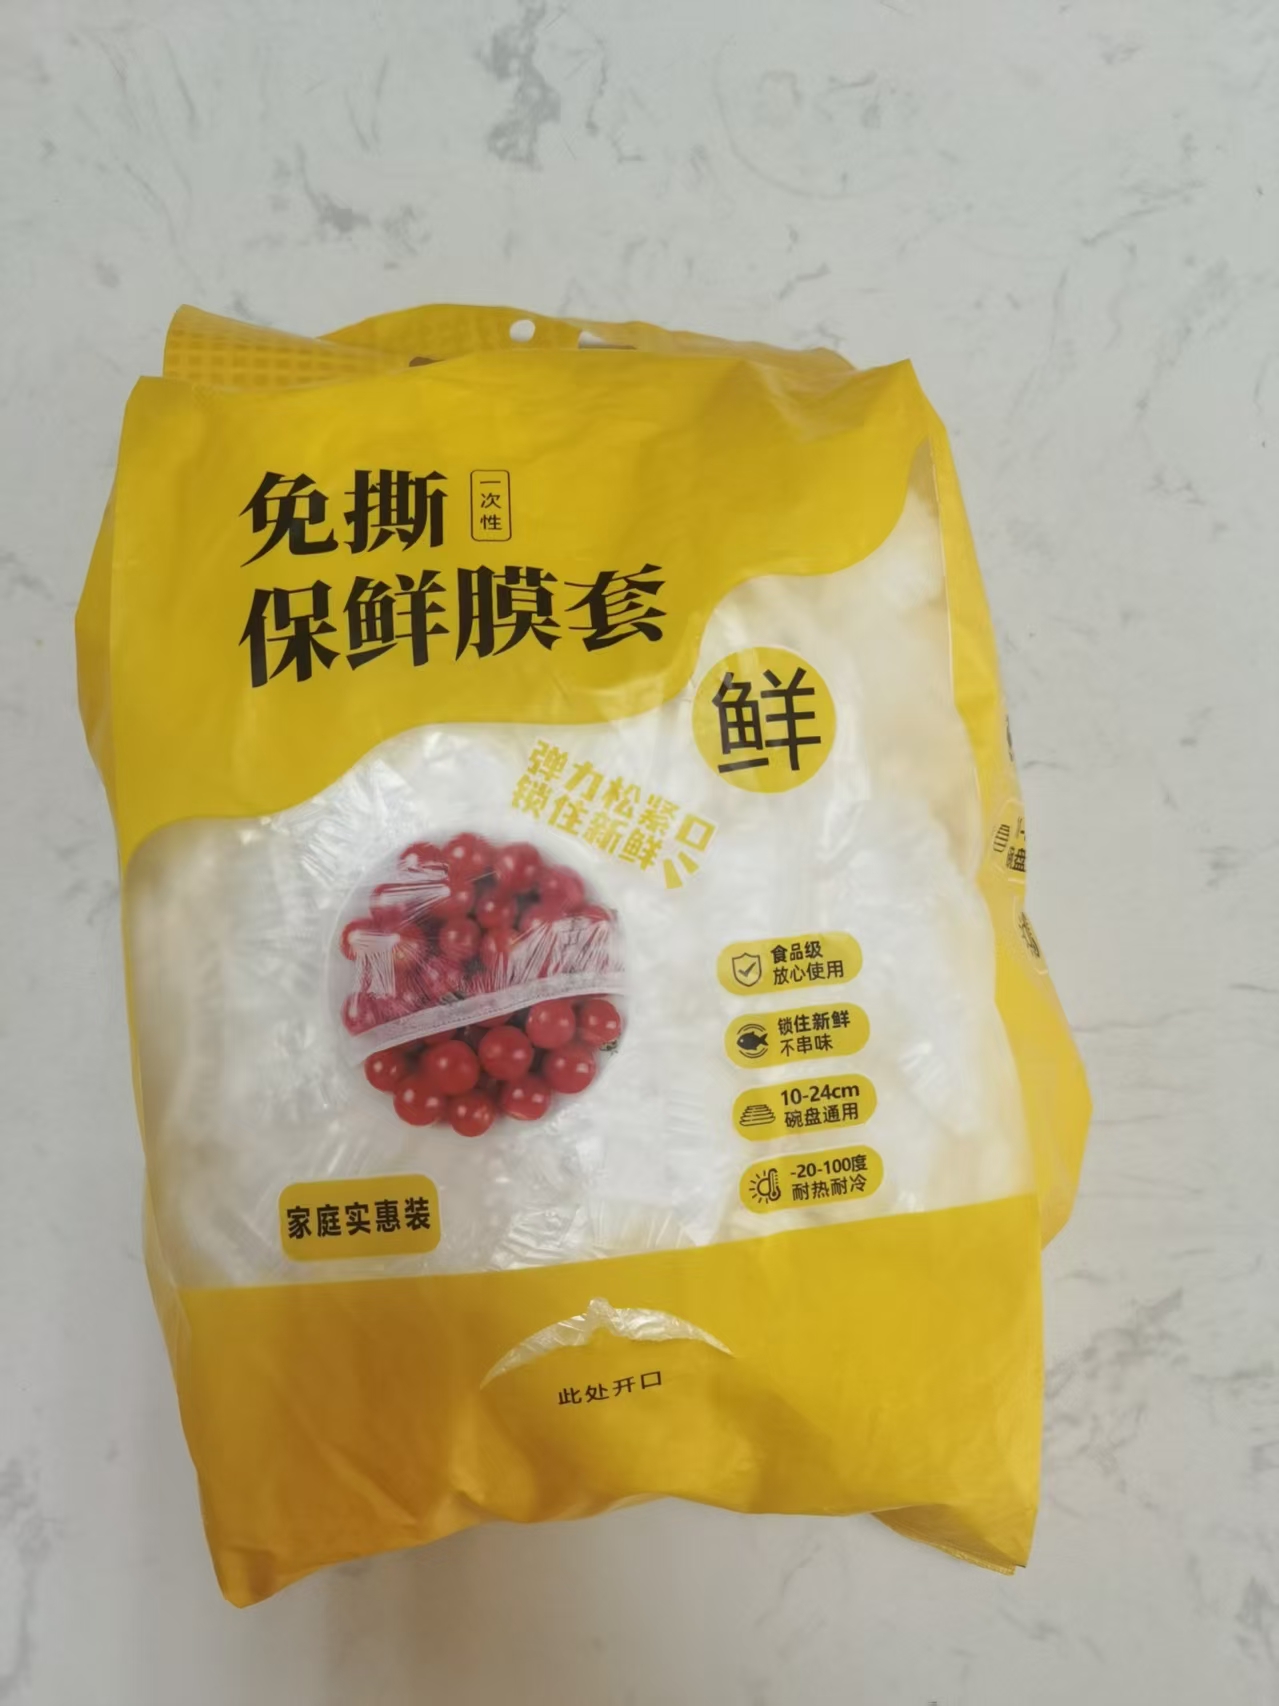 免撕
一次性
保鲜膜套
鲜
弹力松紧口
锁住新鲜
食品级
放心使用
锁住新鲜
不串味
10-24cm
碗盘通用
-20-100度
耐热耐冷
家庭实惠装
此处开口
盘